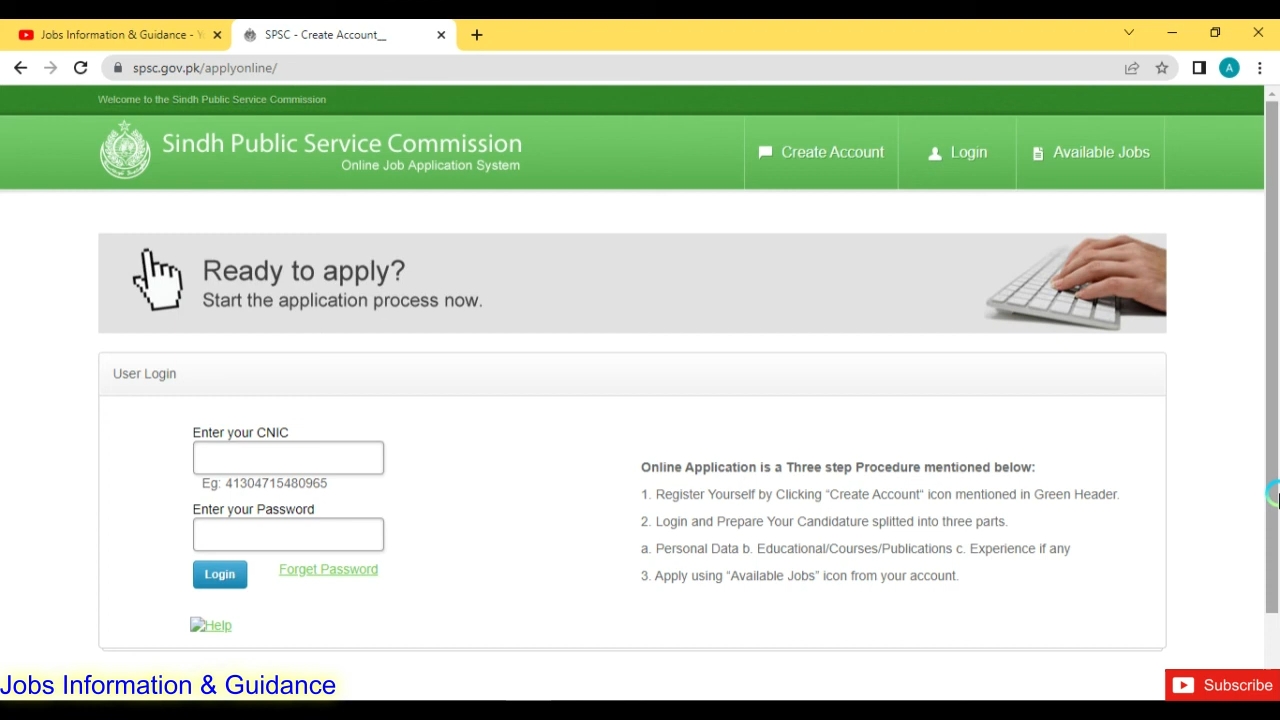 Jobs Information & Guidance - Y
SPSC - Create Account__
spsc.gov.pk/applyonline/
A
Welcome to the Sindh Public Service Commission
Sindh Public Service Commission
Online Job Application System
Create Account
Login
Available Jobs
Ready to apply?
Start the application process now.
User Login
Enter your CNIC
Eg: 41304715480965
Enter your Password
Login
Forget Password
Help
Online Application is a Three step Procedure mentioned below:
1. Register Yourself by Clicking “Create Account” icon mentioned in Green Header.
2. Login and Prepare Your Candidature splitted into three parts.
a. Personal Data b. Educational/Courses/Publications c. Experience if any
3. Apply using “Available Jobs” icon from your account.
Jobs Information & Guidance
Subscribe